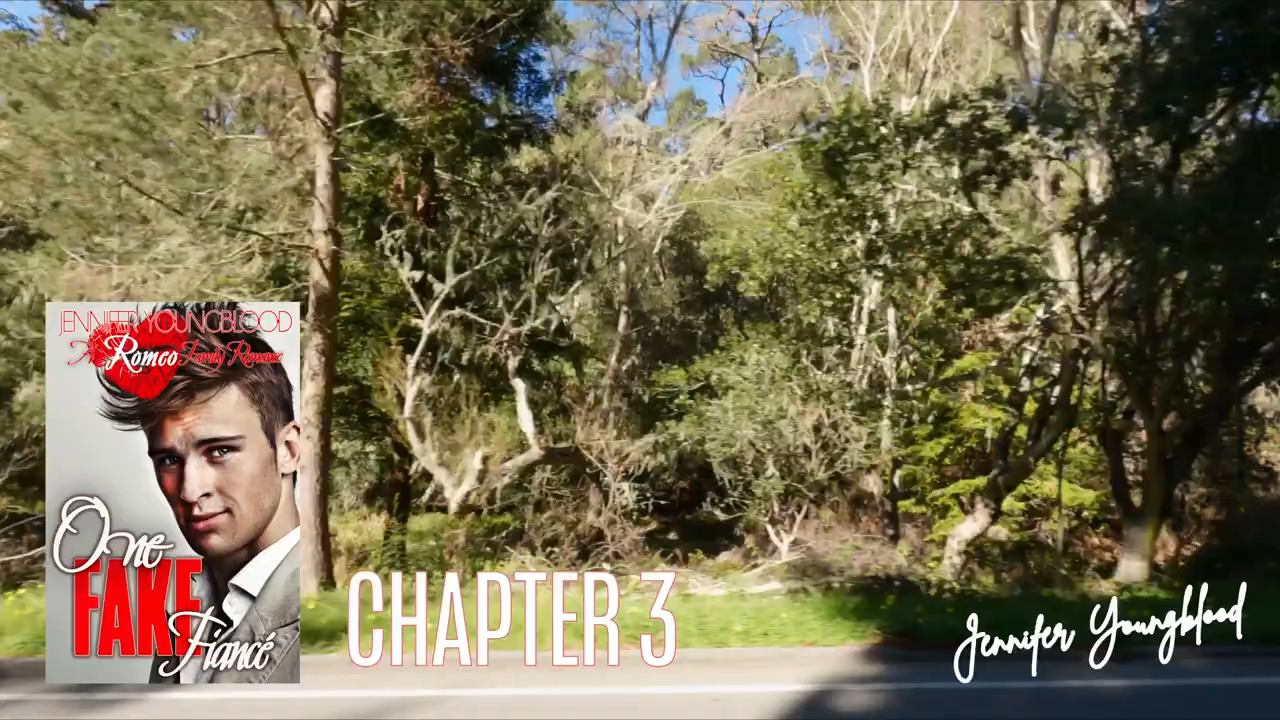 JENNIFER YOUNGBLOOD
A Romeo Family Romance
One
FAKE
Fiancé
CHAPTER 3
Jennifer Youngblood